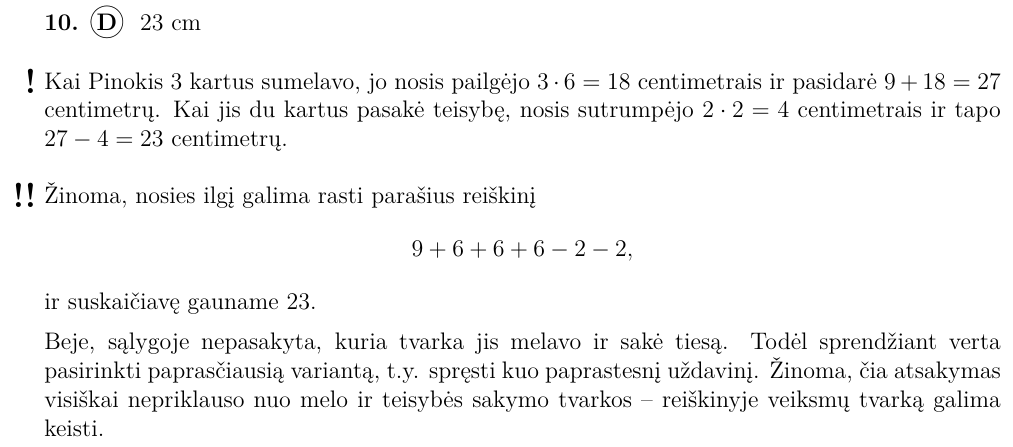 10. D 23 cm
! Kai Pinokis 3 kartus sumelavo, jo nosis pailgėjo 3 · 6 = 18 centimetrais ir pasidarė 9 + 18 = 27
centimetrų. Kai jis du kartus pasakė teisybę, nosis sutrumpėjo 2 · 2 = 4 centimetrais ir tapo
27 − 4 = 23 centimetrų.
!! Žinoma, nosies ilgį galima rasti parašius reiškinį
9 + 6 + 6 + 6 − 2 − 2,
ir suskaičiavę gauname 23.
Beje, sąlygoje nepasakyta, kuria tvarka jis melavo ir sakė tiesą. Todėl sprendžiant verta
pasirinkti paprasčiausią variantą, t.y. spręsti kuo paprastesnį uždavinį. Žinoma, čia atsakymas
visiškai nepriklauso nuo melo ir teisybės sakymo tvarkos – reiškinyje veiksmų tvarką galima
keisti.